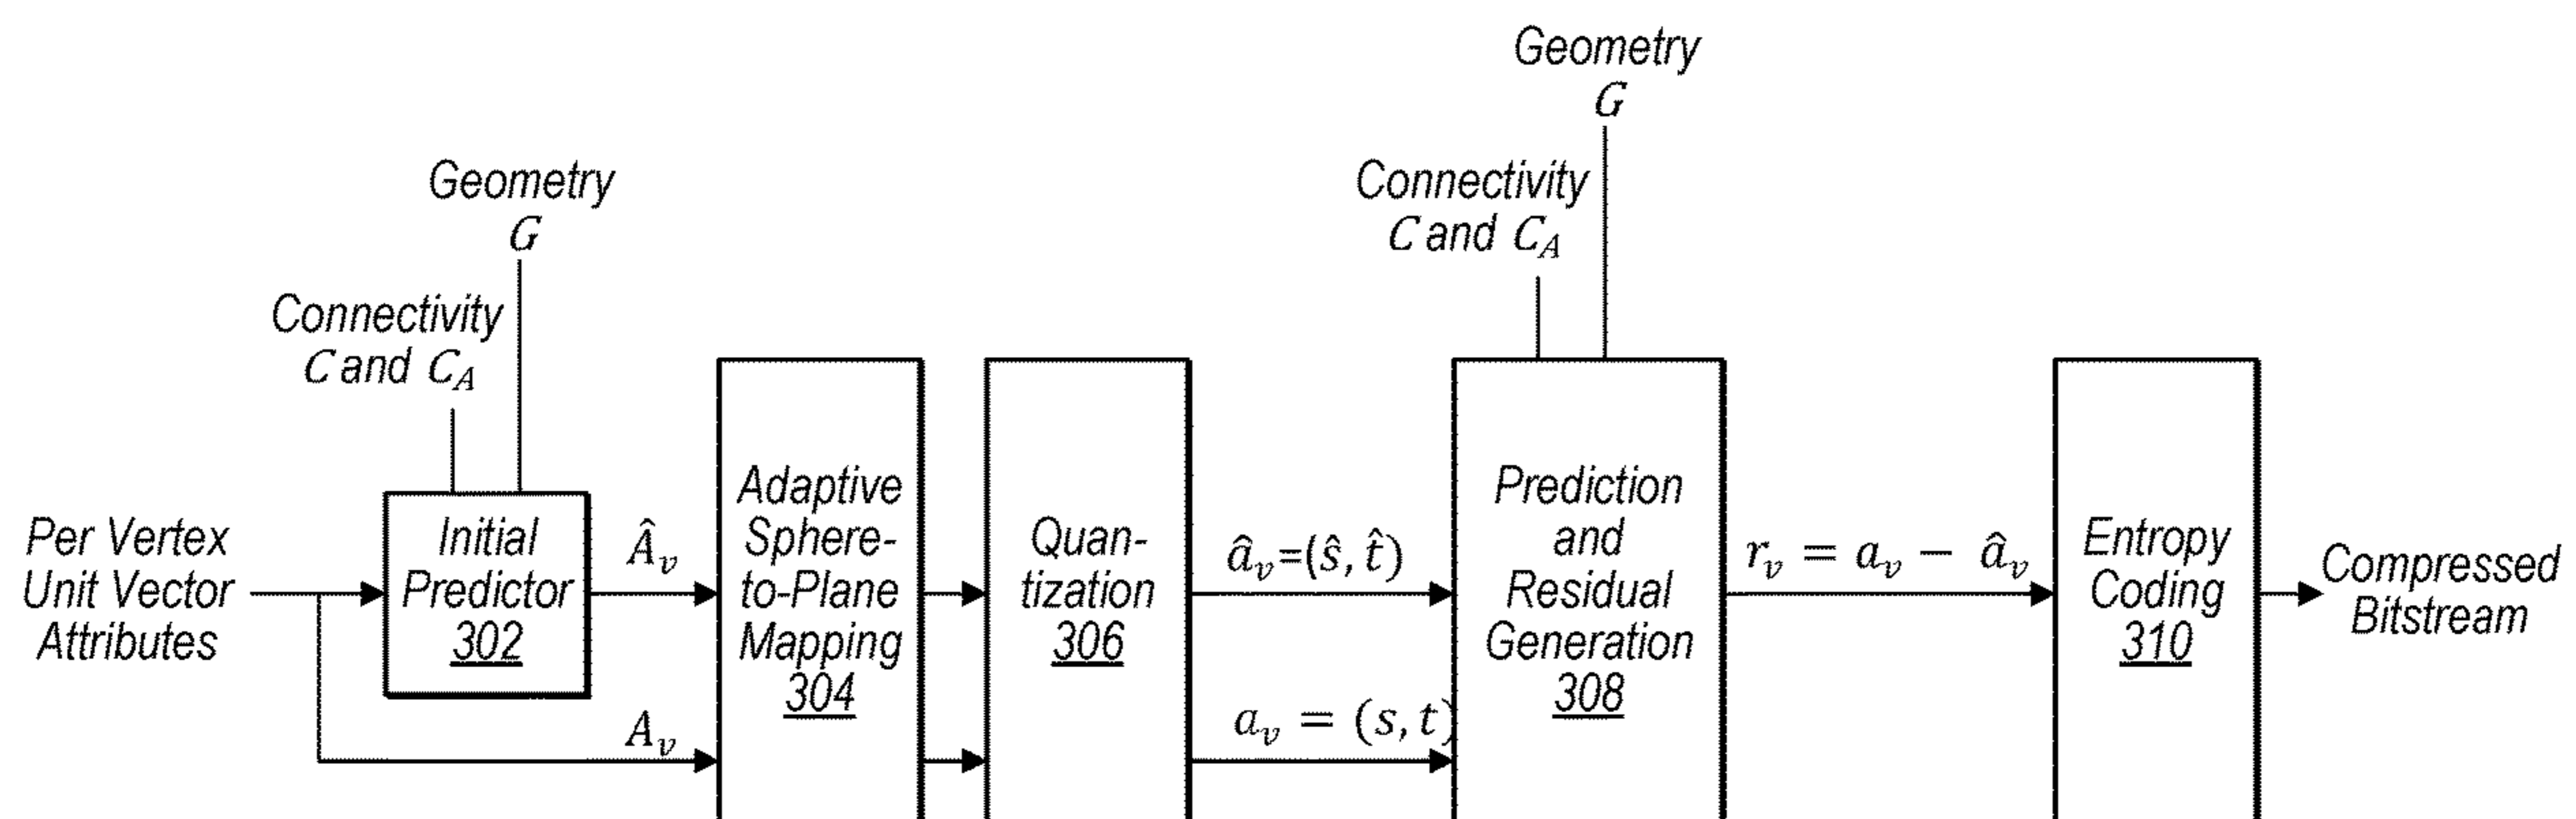 Geometry
G
Connectivity
C and C_A
Per Vertex
Unit Vector
Attributes
Initial
Predictor
302
Â_v
A_v
Adaptive
Sphere-
to-Plane
Mapping
304
Quan-
tization
306
â_v=(ŝ, t̂)
a_v = (s, t)
Geometry
G
Connectivity
C and C_A
Prediction
and
Residual
Generation
308
r_v = a_v − â_v
Entropy
Coding
310
Compressed
Bitstream